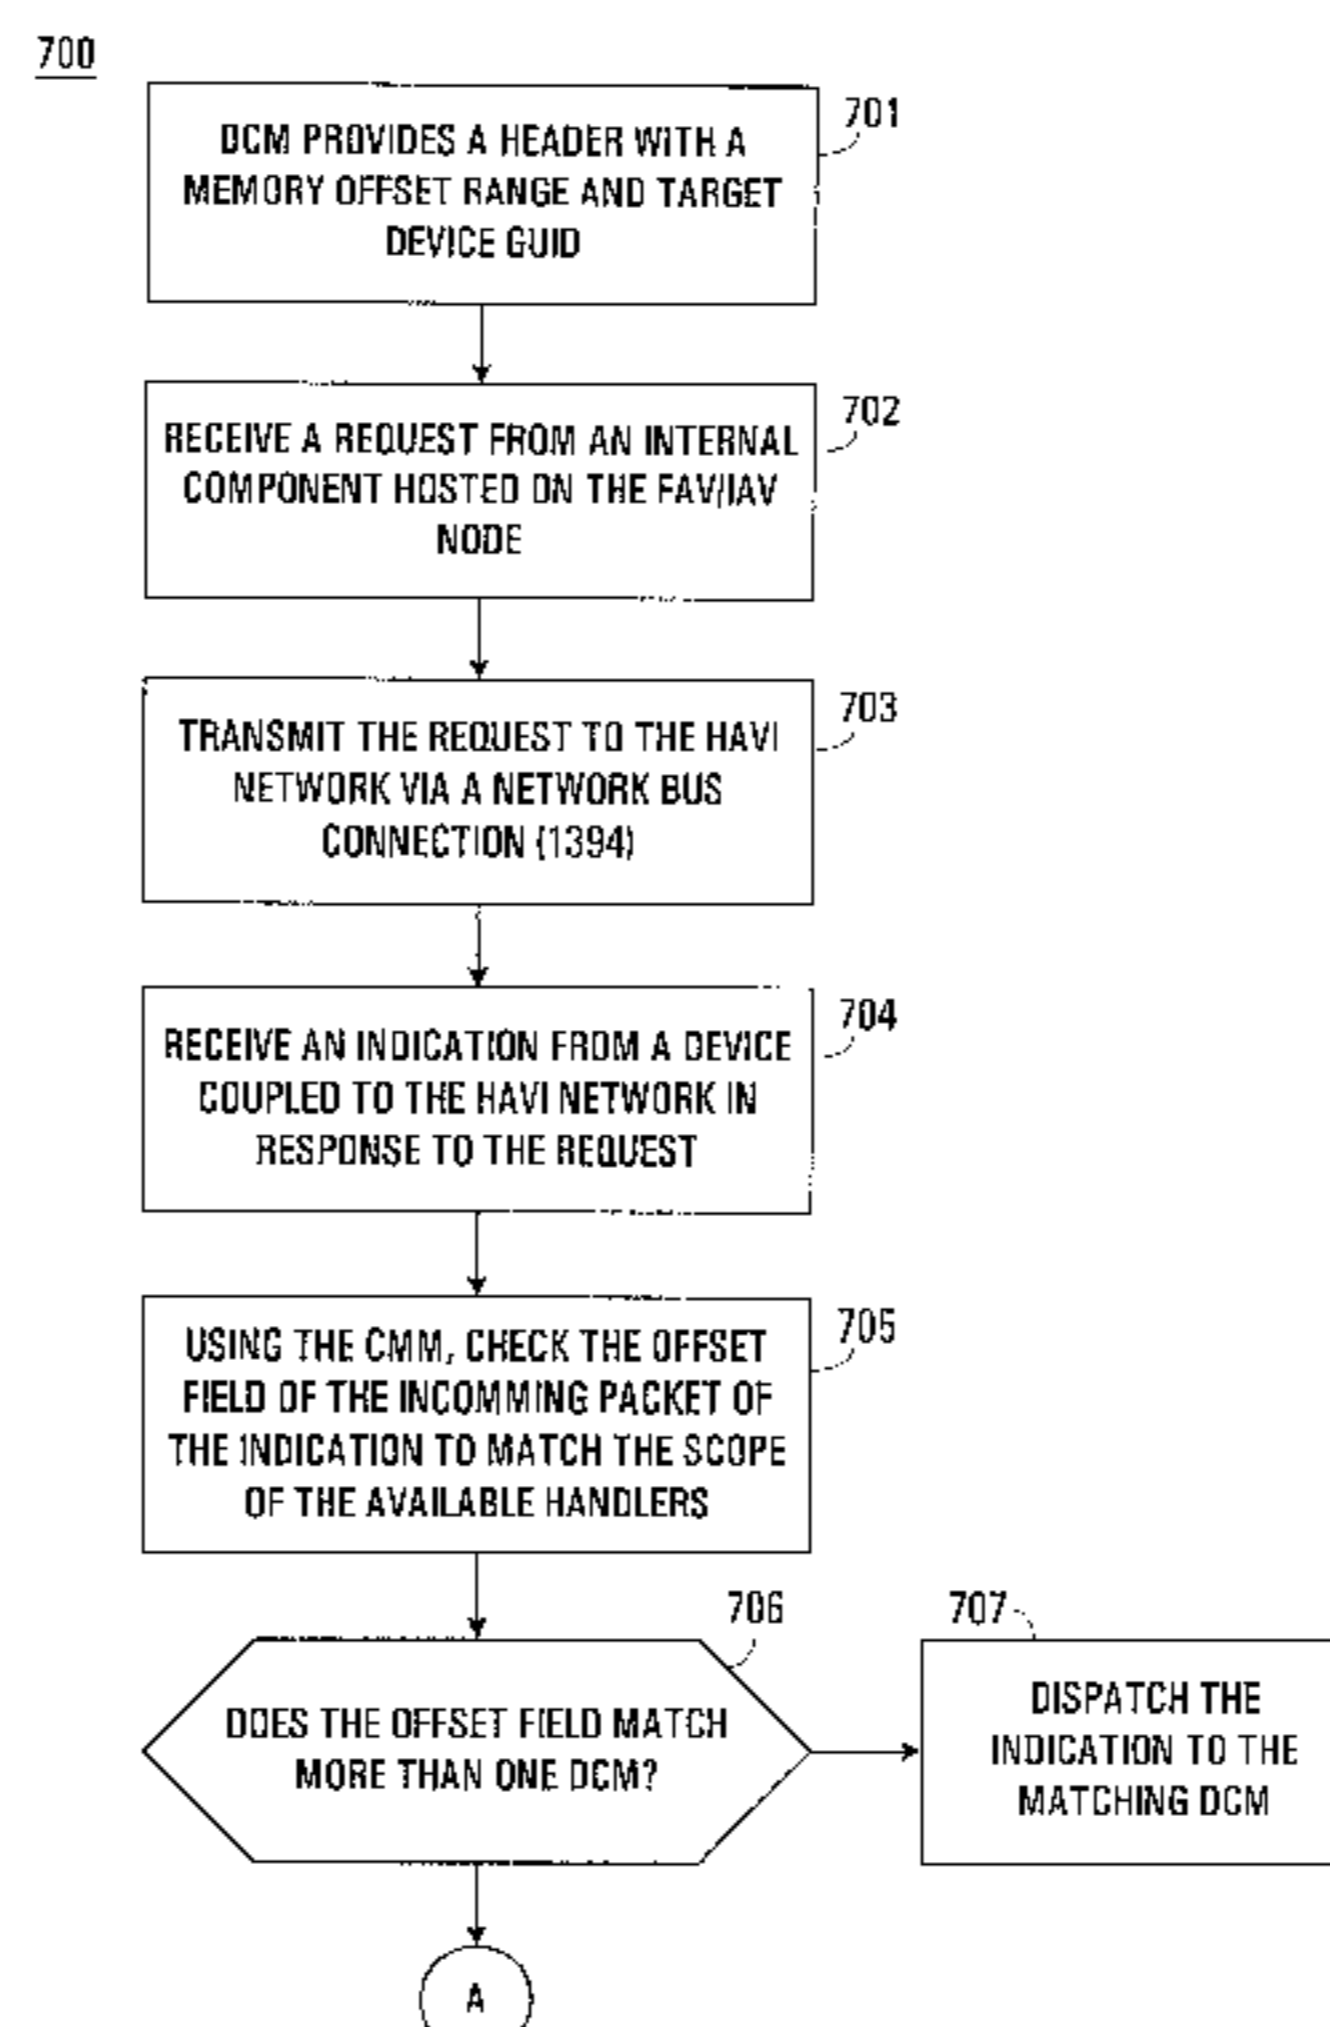 700
701
DCM PROVIDES A HEADER WITH A
MEMORY OFFSET RANGE AND TARGET
DEVICE GUID
702
RECEIVE A REQUEST FROM AN INTERNAL
COMPONENT HOSTED ON THE FAV/IAV
NODE
703
TRANSMIT THE REQUEST TO THE HAVI
NETWORK VIA A NETWORK BUS
CONNECTION (1394)
704
RECEIVE AN INDICATION FROM A DEVICE
COUPLED TO THE HAVI NETWORK IN
RESPONSE TO THE REQUEST
705
USING THE CMM, CHECK THE OFFSET
FIELD OF THE INCOMMING PACKET OF
THE INDICATION TO MATCH THE SCOPE
OF THE AVAILABLE HANDLERS
706
DOES THE OFFSET FIELD MATCH
MORE THAN ONE DCM?
707
DISPATCH THE
INDICATION TO THE
MATCHING DCM
A